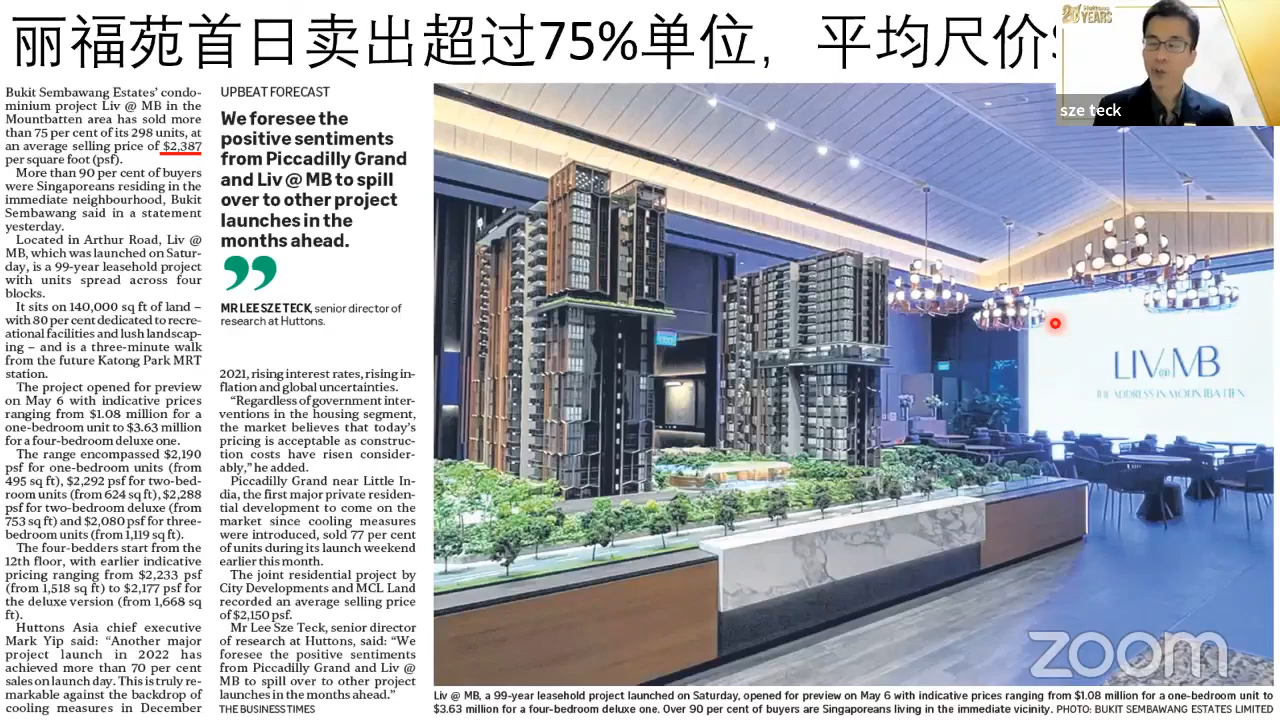 丽福苑首日卖出超过75%单位，平均尺价$
20 Huttons
YEARS
sze teck
Bukit Sembawang Estates’ condo-
minium project Liv @ MB in the
Mountbatten area has sold more
than 75 per cent of its 298 units, at
an average selling price of $2,387
per square foot (psf).
More than 90 per cent of buyers
were Singaporeans residing in the
immediate neighbourhood, Bukit
Sembawang said in a statement
yesterday.
Located in Arthur Road, Liv @
MB, which was launched on Satur-
day, is a 99-year leasehold project
with units spread across four
blocks.
It sits on 140,000 sq ft of land –
with 80 per cent dedicated to recre-
ational facilities and lush landscap-
ing – and is a three-minute walk
from the future Katong Park MRT
station.
The project opened for preview
on May 6 with indicative prices
ranging from $1.08 million for a
one-bedroom unit to $3.63 million
for a four-bedroom deluxe one.
The range encompassed $2,190
psf for one-bedroom units (from
495 sq ft), $2,292 psf for two-bed-
room units (from 624 sq ft), $2,288
psf for two-bedroom deluxe (from
753 sq ft) and $2,080 psf for three-
bedroom units (from 1,119 sq ft).
The four-bedders start from the
12th floor, with earlier indicative
pricing ranging from $2,233 psf
(from 1,518 sq ft) to $2,177 psf for
the deluxe version (from 1,668 sq
ft).
Huttons Asia chief executive
Mark Yip said: “Another major
project launch in 2022 has
achieved more than 70 per cent
sales on launch day. This is truly re-
markable against the backdrop of
cooling measures in December
UPBEAT FORECAST
We foresee the
positive sentiments
from Piccadilly Grand
and Liv @ MB to spill
over to other project
launches in the
months ahead.
”
MR LEE SZE TECK, senior director of
research at Huttons.
2021, rising interest rates, rising in-
flation and global uncertainties.
“Regardless of government inter-
ventions in the housing segment,
the market believes that today’s
pricing is acceptable as construc-
tion costs have risen consider-
ably,” he added.
Piccadilly Grand near Little In-
dia, the first major private residen-
tial development to come on the
market since cooling measures
were introduced, sold 77 per cent
of units during its launch weekend
earlier this month.
The joint residential project by
City Developments and MCL Land
recorded an average selling price
of $2,150 psf.
Mr Lee Sze Teck, senior director
of research at Huttons, said: “We
foresee the positive sentiments
from Piccadilly Grand and Liv @
MB to spill over to other project
launches in the months ahead.”
THE BUSINESS TIMES
LIV @ MB
THE ADDRESS IN MOUNTBATTEN
zoom
Liv @ MB, a 99-year leasehold project launched on Saturday, opened for preview on May 6 with indicative prices ranging from $1.08 million for a one-bedroom unit to
$3.63 million for a four-bedroom deluxe one. Over 90 per cent of buyers are Singaporeans living in the immediate vicinity. PHOTO: BUKIT SEMBAWANG ESTATES LIMITED